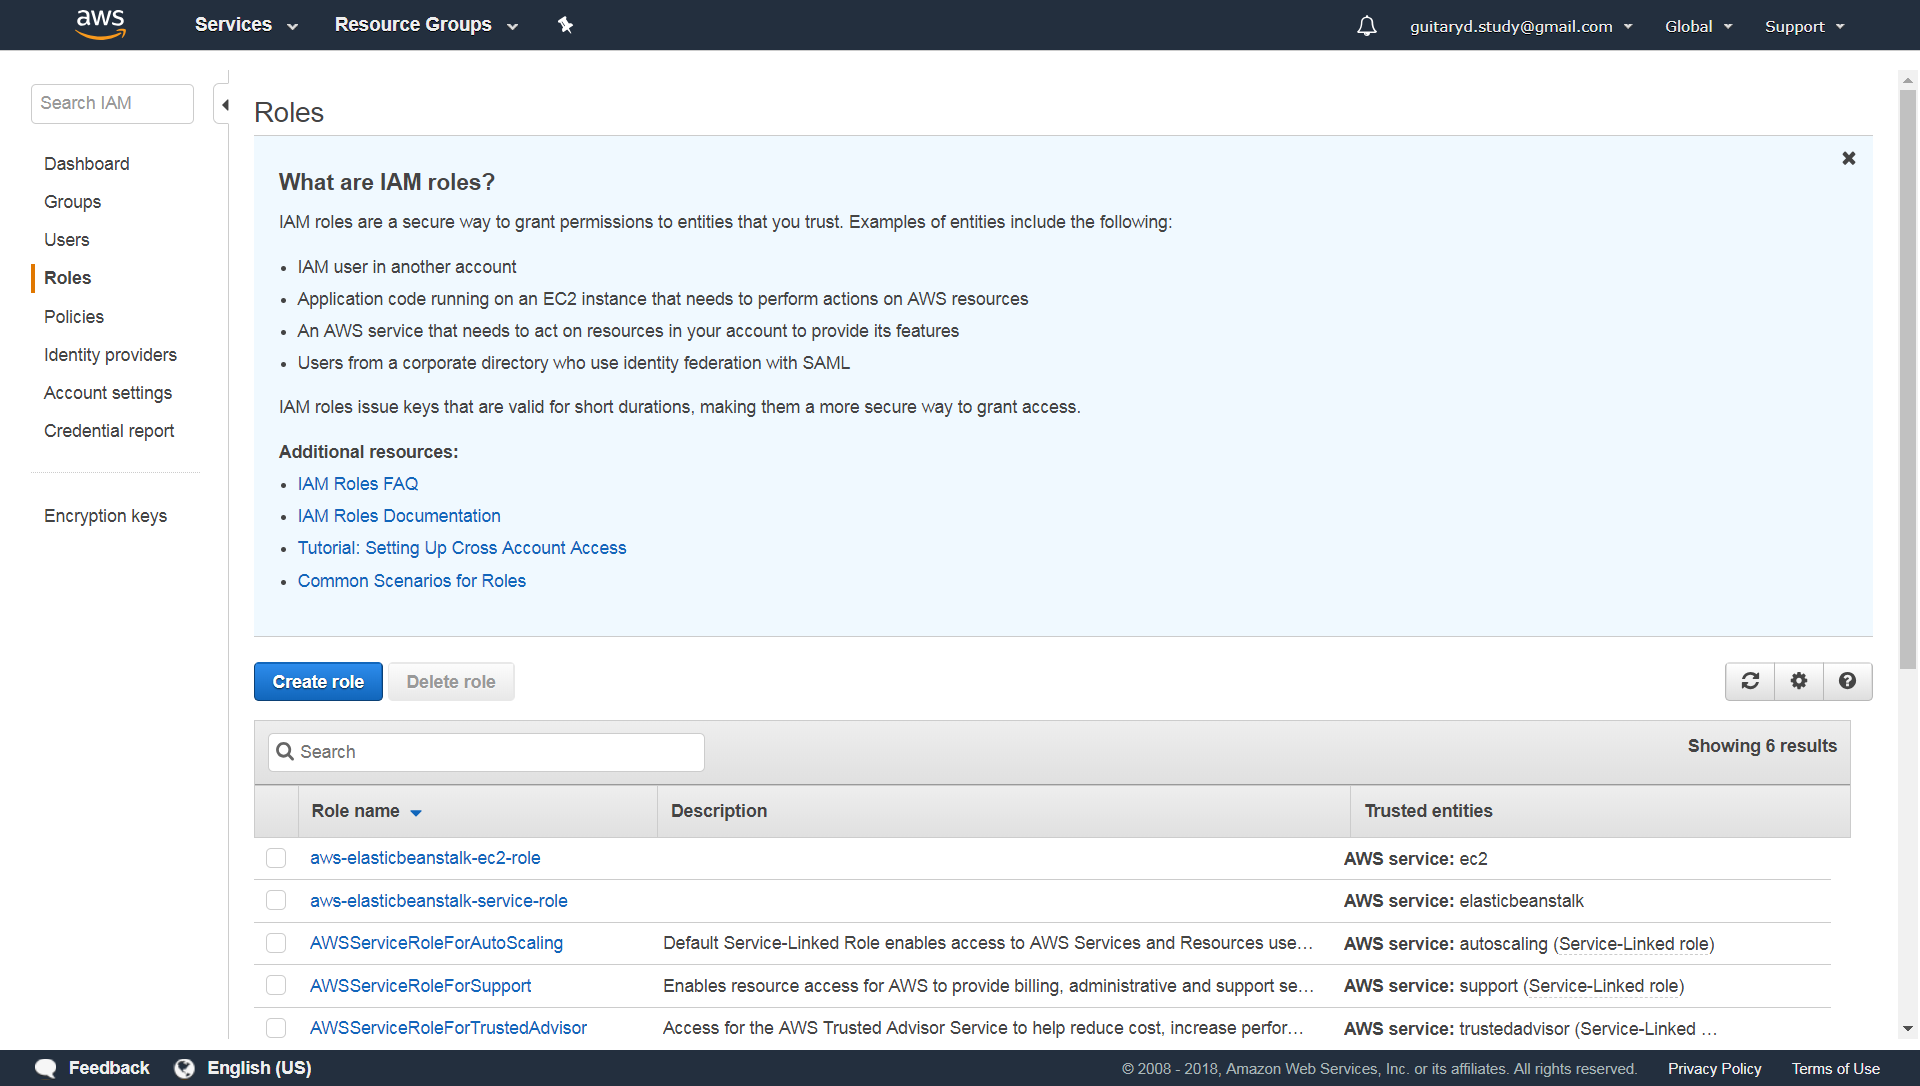 aws Services Resource Groups guitaryd.study@gmail.com Global Support
Search IAM
Dashboard
Groups
Users
Roles
Policies
Identity providers
Account settings
Credential report
Encryption keys
Roles
What are IAM roles?
IAM roles are a secure way to grant permissions to entities that you trust. Examples of entities include the following:
• IAM user in another account
• Application code running on an EC2 instance that needs to perform actions on AWS resources
• An AWS service that needs to act on resources in your account to provide its features
• Users from a corporate directory who use identity federation with SAML
IAM roles issue keys that are valid for short durations, making them a more secure way to grant access.
Additional resources:
• IAM Roles FAQ
• IAM Roles Documentation
• Tutorial: Setting Up Cross Account Access
• Common Scenarios for Roles
Create role Delete role
Search Showing 6 results
Role name Description Trusted entities
aws-elasticbeanstalk-ec2-role AWS service: ec2
aws-elasticbeanstalk-service-role AWS service: elasticbeanstalk
AWSServiceRoleForAutoScaling Default Service-Linked Role enables access to AWS Services and Resources use… AWS service: autoscaling (Service-Linked role)
AWSServiceRoleForSupport Enables resource access for AWS to provide billing, administrative and support se… AWS service: support (Service-Linked role)
AWSServiceRoleForTrustedAdvisor Access for the AWS Trusted Advisor Service to help reduce cost, increase perfor… AWS service: trustedadvisor (Service-Linked …
Feedback English (US) © 2008 - 2018, Amazon Web Services, Inc. or its affiliates. All rights reserved. Privacy Policy Terms of Use